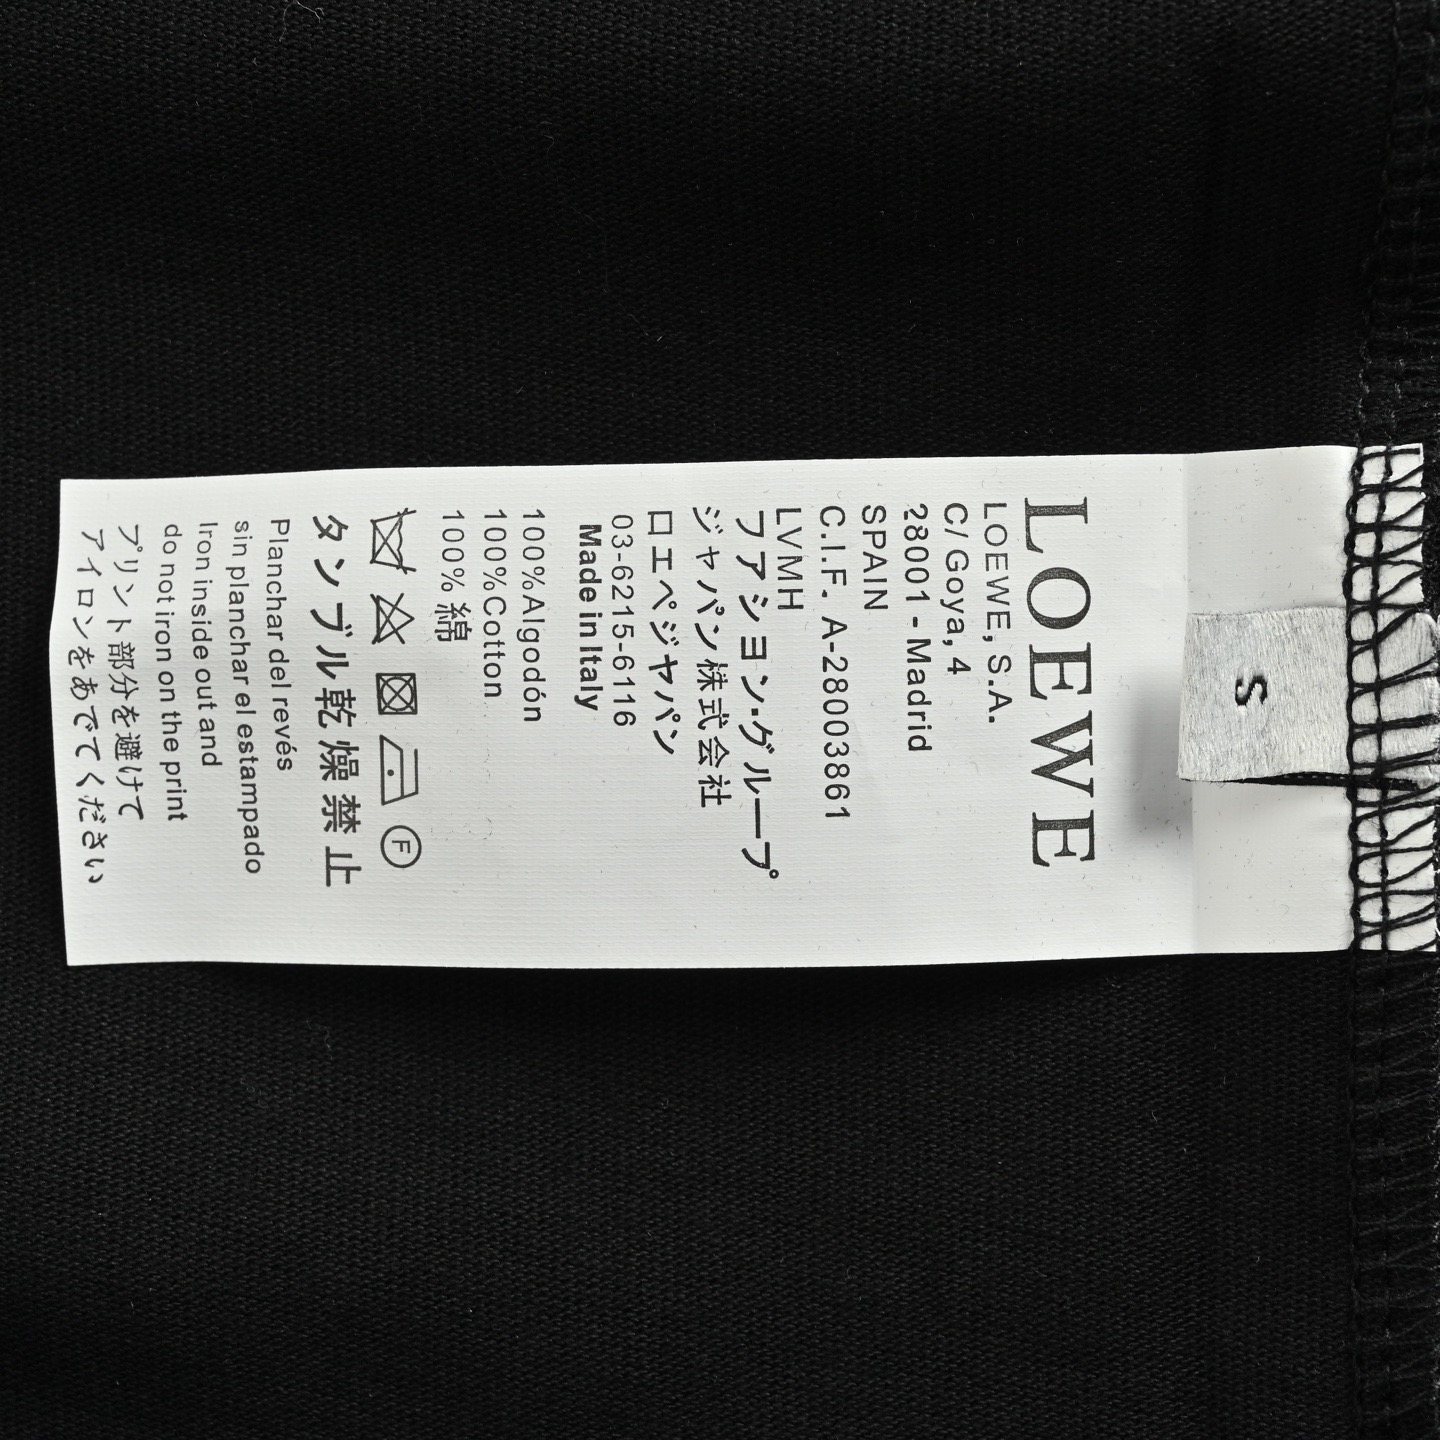 S
LOEWE
LOEWE, S.A.
C/Goya, 4
28001 - Madrid
SPAIN
C.I.F. A-28003861
LVMH
ファション・グループ
ジャパン株式会社
ロエベジャパン
03-6215-6116
Made in Italy
100%Algodón
100%Cotton
100% 綿
F
タンブル乾燥禁止
Planchar del revés
sin planchar el estampado
Iron inside out and
do not iron on the print
プリント部分を避けて
アイロンをあでてください